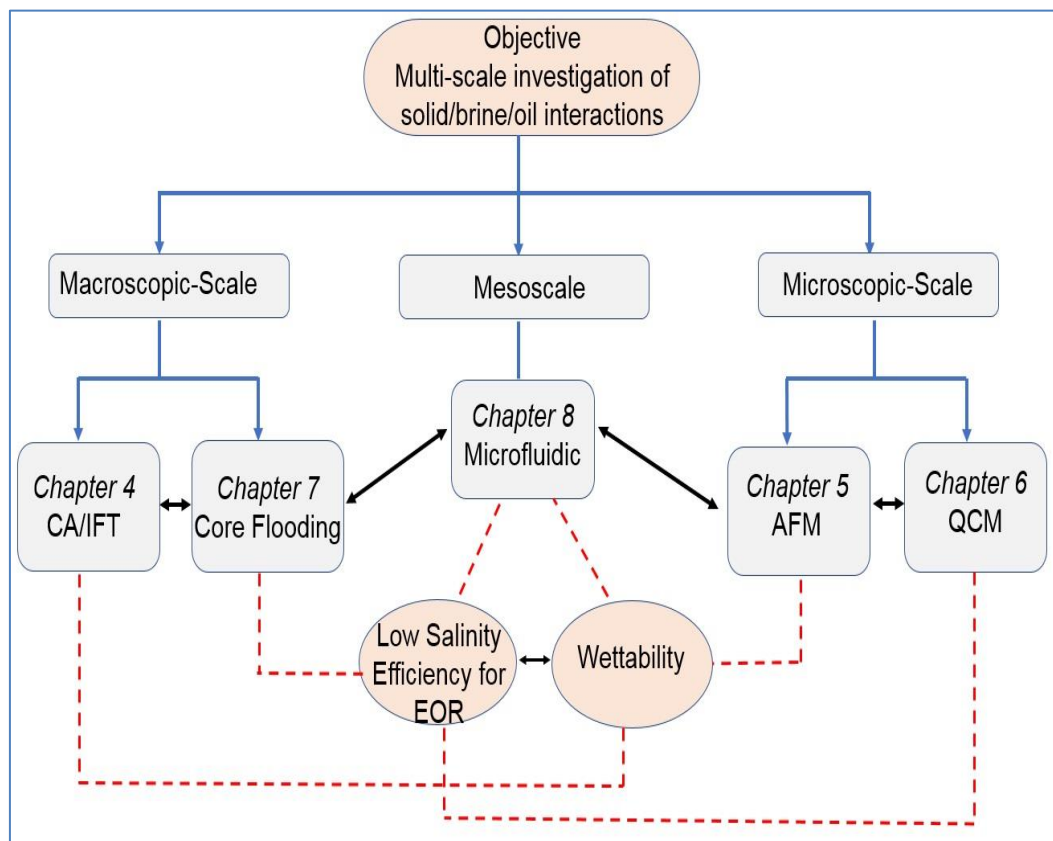 Objective
Multi-scale investigation of
solid/brine/oil interactions
Macroscopic-Scale
Mesoscale
Microscopic-Scale
Chapter 4
CA/IFT
Chapter 7
Core Flooding
Chapter 8
Microfluidic
Chapter 5
AFM
Chapter 6
QCM
Low Salinity
Efficiency for
EOR
Wettability